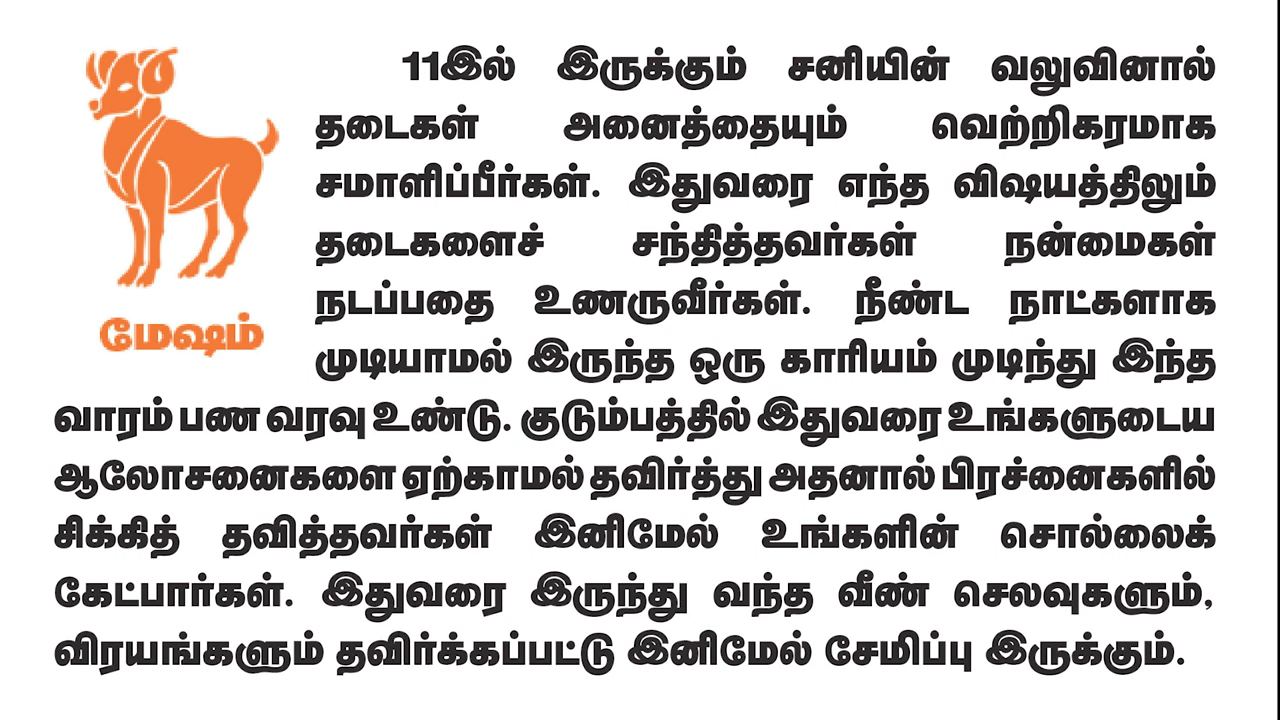 11இல் இருக்கும் சனியின் வலுவினால்
தடைகள் அனைத்தையும் வெற்றிகரமாக
சமாளிப்பீர்கள். இதுவரை எந்த விஷயத்திலும்
தடைகளைச் சந்தித்தவர்கள் நன்மைகள்
நடப்பதை உணருவீர்கள். நீண்ட நாட்களாக
முடியாமல் இருந்த ஒரு காரியம் முடிந்து இந்த
மேஷம்
வாரம் பண வரவு உண்டு. குடும்பத்தில் இதுவரை உங்களுடைய
ஆலோசனைகளை ஏற்காமல் தவிர்த்து அதனால் பிரச்னைகளில்
சிக்கித் தவித்தவர்கள் இனிமேல் உங்களின் சொல்லைக்
கேட்பார்கள். இதுவரை இருந்து வந்த வீண் செலவுகளும்,
விரயங்களும் தவிர்க்கப்பட்டு இனிமேல் சேமிப்பு இருக்கும்.